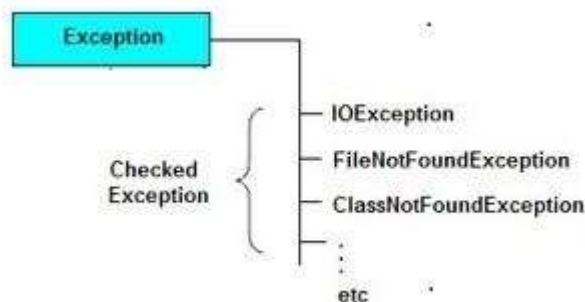 Exception
IOException
FileNotFoundException
Checked
Exception
ClassNotFoundException
etc